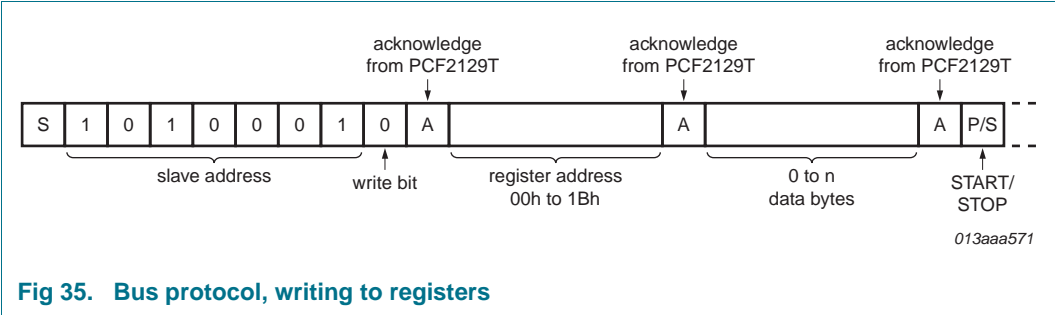 acknowledge acknowledge acknowledge
from PCF2129T from PCF2129T from PCF2129T
S 1 0 1 0 0 0 1 0 A A A P/S
slave address write bit register address 0 to n START/
00h to 1Bh data bytes STOP
013aaa571
Fig 35. Bus protocol, writing to registers